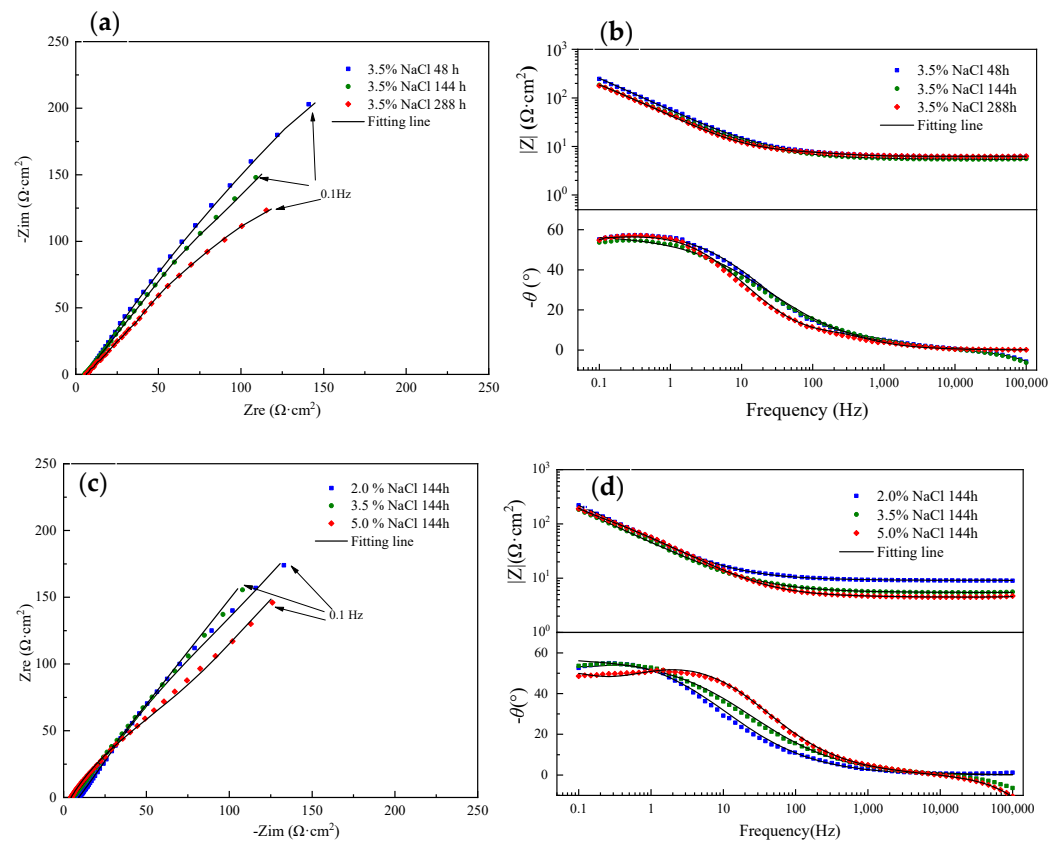 (a)
250
200
150
100
50
0
-Zim (Ω·cm²)
3.5% NaCl 48 h
3.5% NaCl 144 h
3.5% NaCl 288 h
Fitting line
0.1Hz
0 50 100 150 200 250
Zre (Ω·cm²)
(b)
10³
10²
10¹
10⁰
|Z| (Ω·cm²)
3.5% NaCl 48h
3.5% NaCl 144h
3.5% NaCl 288h
Fitting line
60
40
20
0
-θ (°)
0.1 1 10 100 1,000 10,000 100,000
Frequency (Hz)
(c)
250
200
150
100
50
0
Zre (Ω·cm²)
2.0 % NaCl 144h
3.5 % NaCl 144h
5.0 % NaCl 144h
Fitting line
0.1 Hz
0 50 100 150 200 250
-Zim (Ω·cm²)
(d)
10³
10²
10¹
10⁰
|Z|(Ω·cm²)
2.0% NaCl 144h
3.5% NaCl 144h
5.0% NaCl 144h
Fitting line
60
40
20
0
-θ(°)
0.1 1 10 100 1,000 10,000 100,000
Frequency(Hz)